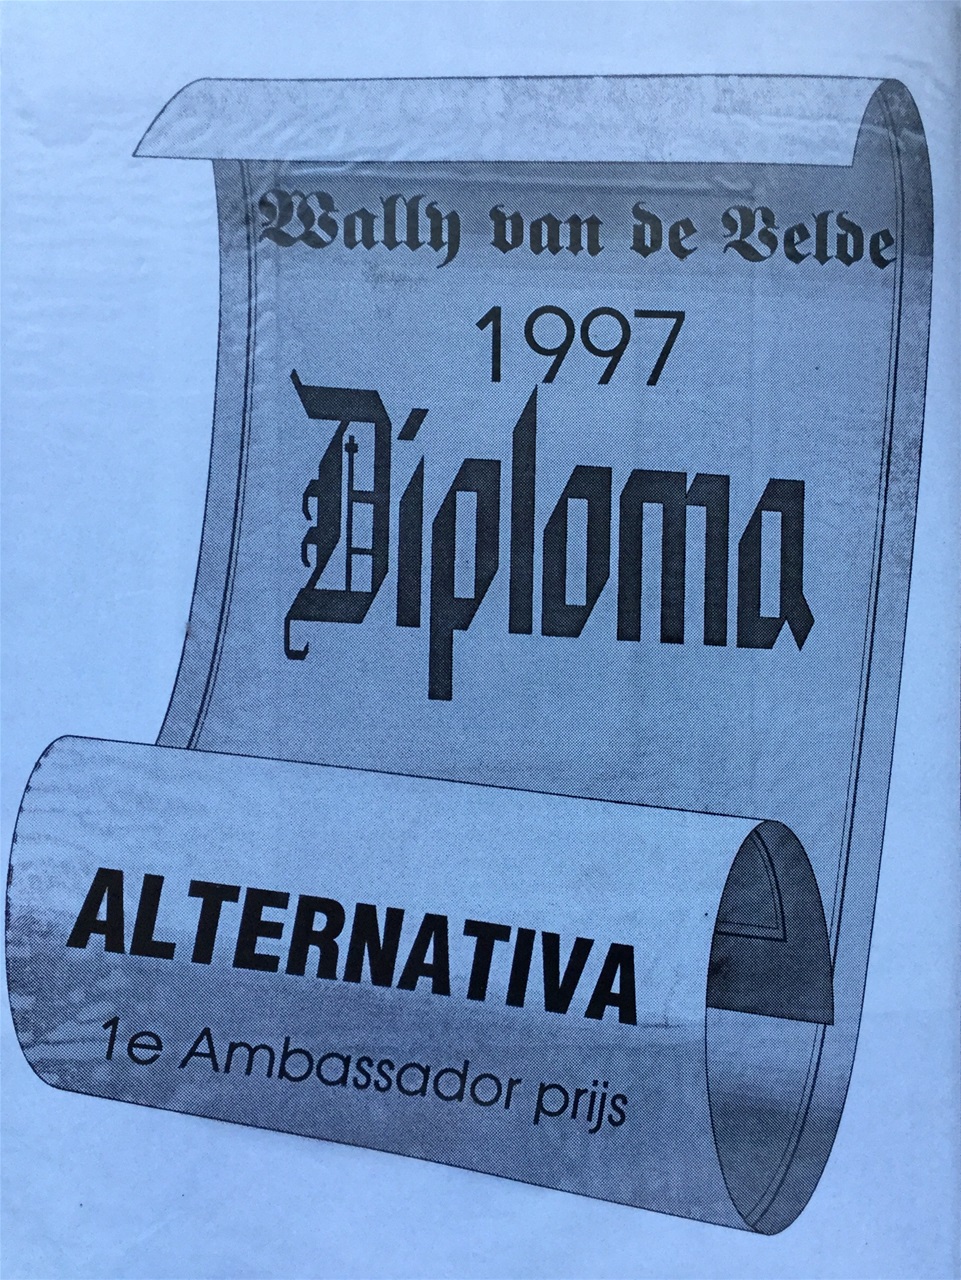 Wally van de Velde
1997
Diploma
ALTERNATIVA
1e Ambassador prijs